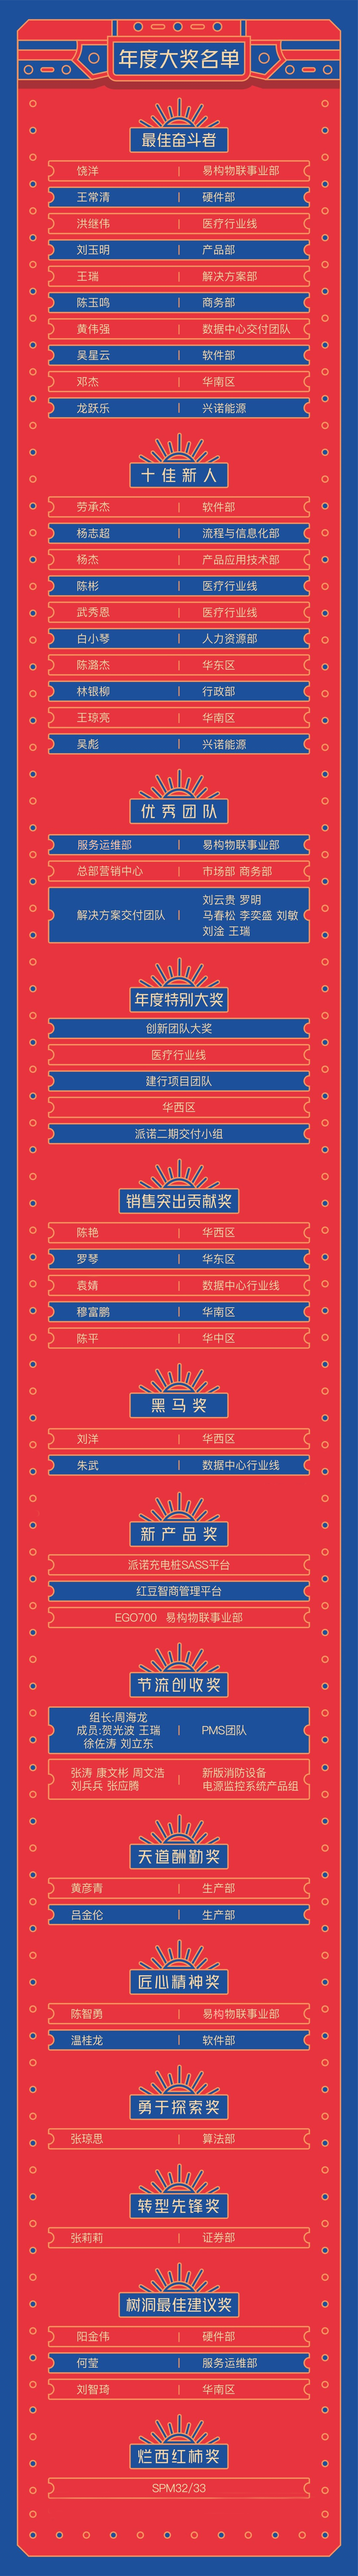 年度大奖名单
最佳奋斗者
饶洋 | 易构物联事业部
王常清 | 硬件部
洪继伟 | 医疗行业线
刘玉明 | 产品部
王瑞 | 解决方案部
陈玉鸣 | 商务部
黄伟强 | 数据中心交付团队
吴星云 | 软件部
邓杰 | 华南区
龙跃乐 | 兴诺能源
十佳新人
劳承杰 | 软件部
杨志超 | 流程与信息化部
杨杰 | 产品应用技术部
陈彬 | 医疗行业线
武秀恩 | 医疗行业线
白小琴 | 人力资源部
陈潞杰 | 华东区
林银柳 | 行政部
王琼亮 | 华南区
吴彪 | 兴诺能源
优秀团队
服务运维部 | 易构物联事业部
总部营销中心 | 市场部 商务部
刘云贵 罗明
解决方案交付团队 | 马春松 李奕盛 刘敏
刘淦 王瑞
年度特别大奖
创新团队大奖
医疗行业线
建行项目团队
华西区
派诺二期交付小组
销售突出贡献奖
陈艳 | 华西区
罗琴 | 华东区
袁婧 | 数据中心行业线
穆富鹏 | 华南区
陈平 | 华中区
黑马奖
刘洋 | 华西区
朱武 | 数据中心行业线
新产品奖
派诺充电桩SASS平台
红豆智商管理平台
EGO700 易构物联事业部
节流创收奖
组长:周海龙
成员:贺光波 王瑞 | PMS团队
徐佐涛 刘立东
张涛 康文彬 周文浩 | 新版消防设备
刘兵兵 张应腾 电源监控系统产品组
天道酬勤奖
黄彦青 | 生产部
吕金伦 | 生产部
匠心精神奖
陈智勇 | 易构物联事业部
温桂龙 | 软件部
勇于探索奖
张琼思 | 算法部
转型先锋奖
张莉莉 | 证券部
树洞最佳建议奖
阳金伟 | 硬件部
何莹 | 服务运维部
刘智琦 | 华南区
烂西红柿奖
SPM32/33